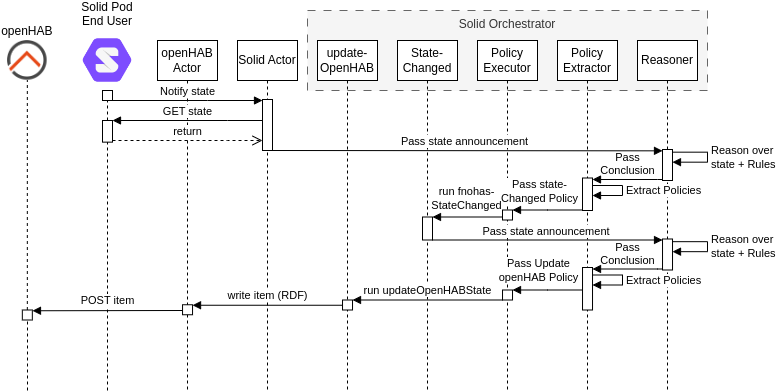 Solid Pod
End User
openHAB
Solid Orchestrator
openHAB
Actor
Solid Actor
update-
OpenHAB
State-
Changed
Policy
Executor
Policy
Extractor
Reasoner
Notify state
GET state
return
Pass state announcement
Reason over
state + Rules
Pass
Conclusion
Extract Policies
Pass state-
Changed Policy
run fnohas-
StateChanged
Pass state announcement
Reason over
state + Rules
Pass
Conclusion
Extract Policies
Pass Update
openHAB Policy
run updateOpenHABState
write item (RDF)
POST item